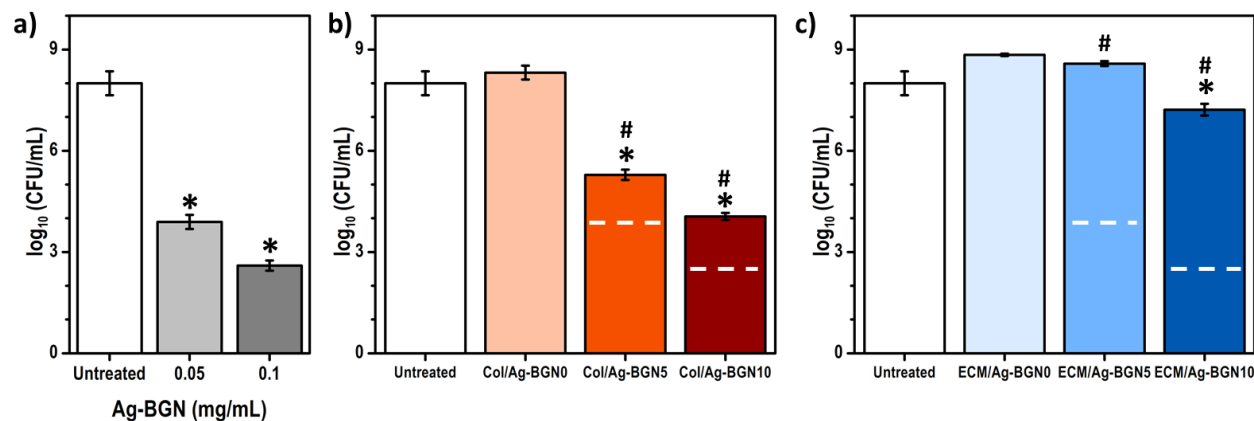 a)
9
6
3
0
log₁₀ (CFU/mL)
*
*
Untreated 0.05 0.1
Ag-BGN (mg/mL)
b)
9
6
3
0
log₁₀ (CFU/mL)
#
*
#
*
Untreated Col/Ag-BGN0 Col/Ag-BGN5 Col/Ag-BGN10
c)
9
6
3
0
log₁₀ (CFU/mL)
#
#
*
Untreated ECM/Ag-BGN0 ECM/Ag-BGN5 ECM/Ag-BGN10